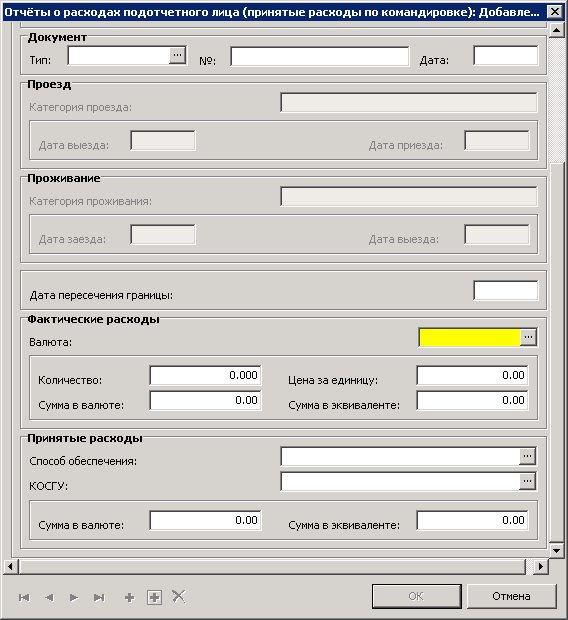 Отчёты о расходах подотчетного лица (принятые расходы по командировке): Добавле...
Документ
Тип: ... №: Дата:
Проезд
Категория проезда:
Дата выезда: Дата приезда:
Проживание
Категория проживания:
Дата заезда: Дата выезда:
Дата пересечения границы:
Фактические расходы
Валюта: ...
Количество: 0.000 Цена за единицу: 0.00
Сумма в валюте: 0.00 Сумма в эквиваленте: 0.00
Принятые расходы
Способ обеспечения: ...
КОСГУ: ...
Сумма в валюте: 0.00 Сумма в эквиваленте: 0.00
OK Отмена